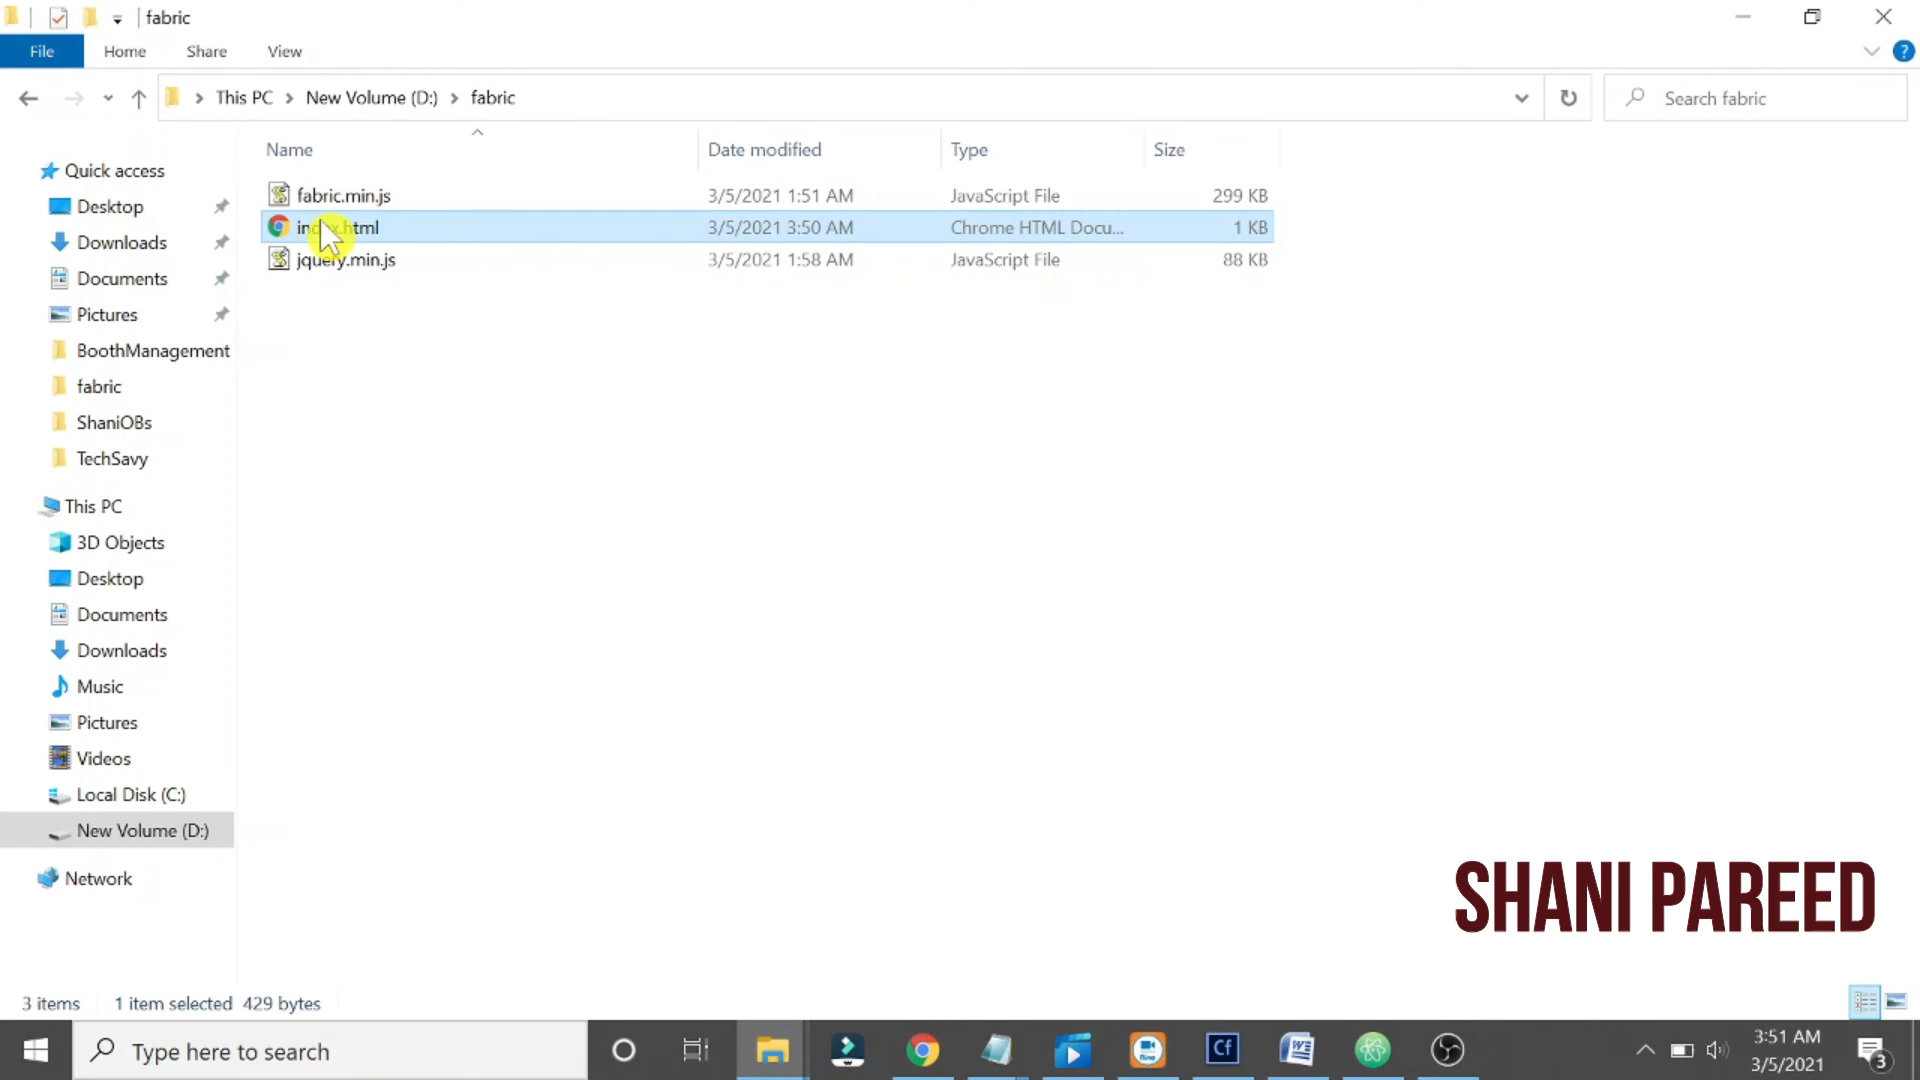 fabric
File Home Share View
This PC New Volume (D:) fabric
Search fabric
Name Date modified Type Size
fabric.min.js 3/5/2021 1:51 AM JavaScript File 299 KB
index.html 3/5/2021 3:50 AM Chrome HTML Docu... 1 KB
jquery.min.js 3/5/2021 1:58 AM JavaScript File 88 KB
Quick access
Desktop
Downloads
Documents
Pictures
BoothManagement
fabric
ShaniOBs
TechSavy
This PC
3D Objects
Desktop
Documents
Downloads
Music
Pictures
Videos
Local Disk (C:)
New Volume (D:)
Network
SHANI PAREED
3 items 1 item selected 429 bytes
Type here to search
Cf
3:51 AM
3/5/2021
3